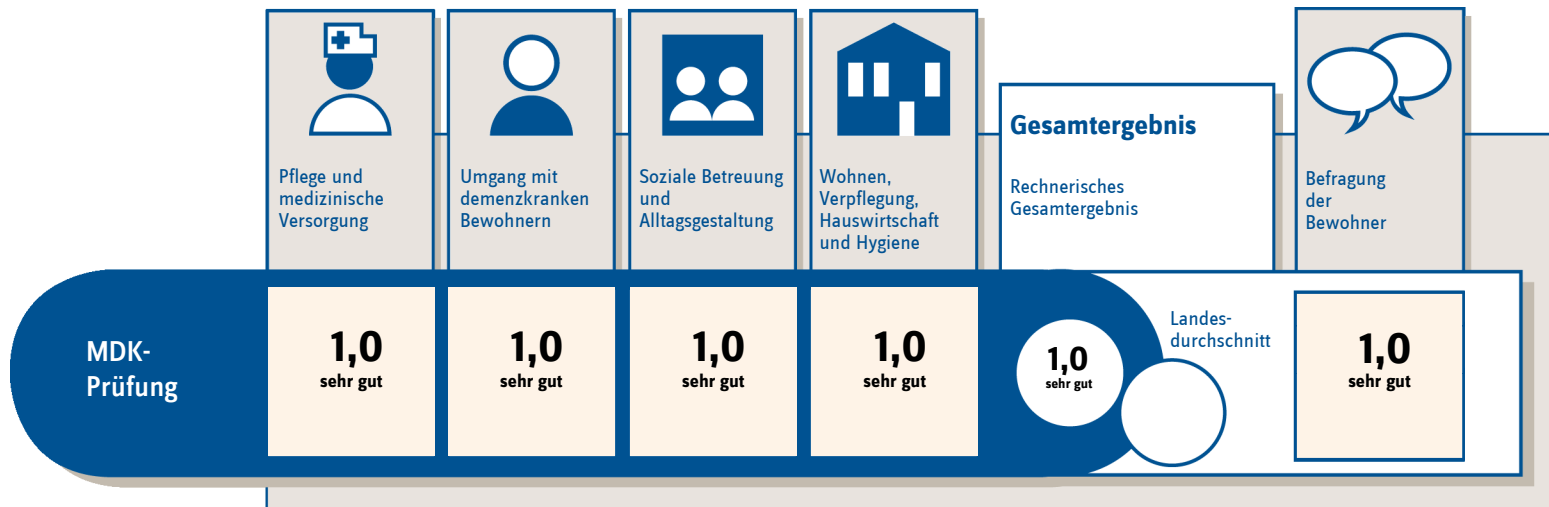 Pflege und
medizinische
Versorgung
Umgang mit
demenzkranken
Bewohnern
Soziale Betreuung
und
Alltagsgestaltung
Wohnen,
Verpflegung,
Hauswirtschaft
und Hygiene
Gesamtergebnis
Rechnerisches
Gesamtergebnis
Befragung
der
Bewohner
MDK-
Prüfung
1,0
sehr gut
1,0
sehr gut
1,0
sehr gut
1,0
sehr gut
1,0
sehr gut
Landes-
durchschnitt
1,0
sehr gut